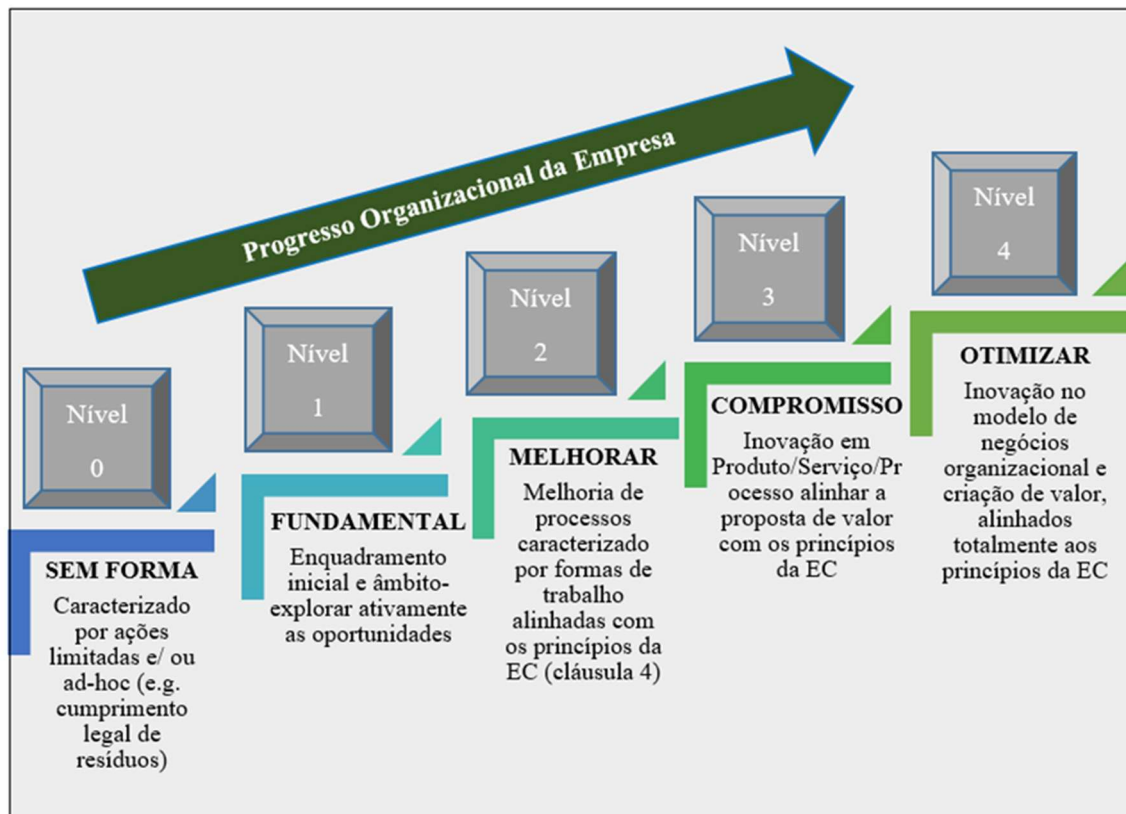 Progresso Organizacional da Empresa
Nível
0
SEM FORMA
Caracterizado
por ações
limitadas e/ ou
ad-hoc (e.g.
cumprimento
legal de
resíduos)
Nível
1
FUNDAMENTAL
Enquadramento
inicial e âmbito-
explorar ativamente
as oportunidades
Nível
2
MELHORAR
Melhoria de
processos
caracterizado
por formas de
trabalho
alinhadas com
os princípios da
EC (cláusula 4)
Nível
3
COMPROMISSO
Inovação em
Produto/Serviço/Pr
ocesso alinhar a
proposta de valor
com os princípios
da EC
Nível
4
OTIMIZAR
Inovação no
modelo de
negócios
organizacional e
criação de valor,
alinhados
totalmente aos
princípios da EC